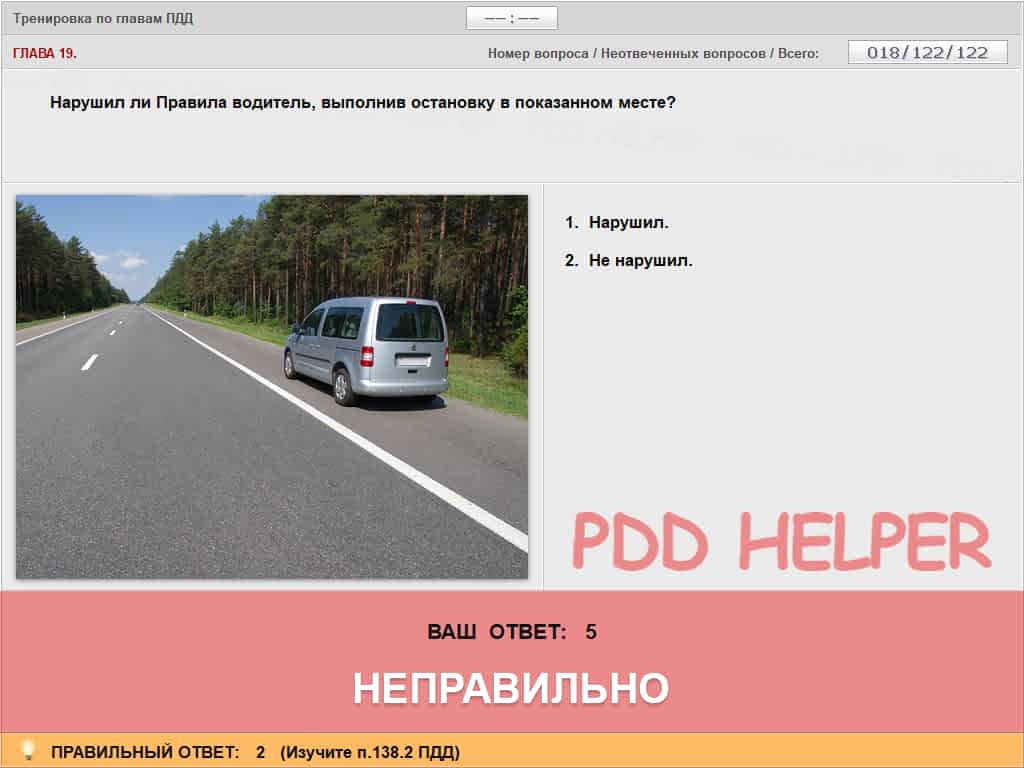 Тренировка по главам ПДД
–– : ––
ГЛАВА 19.
Номер вопроса / Неотвеченных вопросов / Всего:
018/122/122
Нарушил ли Правила водитель, выполнив остановку в показанном месте?
1. Нарушил.
2. Не нарушил.
PDD HELPER
ВАШ ОТВЕТ: 5
НЕПРАВИЛЬНО
ПРАВИЛЬНЫЙ ОТВЕТ: 2 (Изучите п.138.2 ПДД)